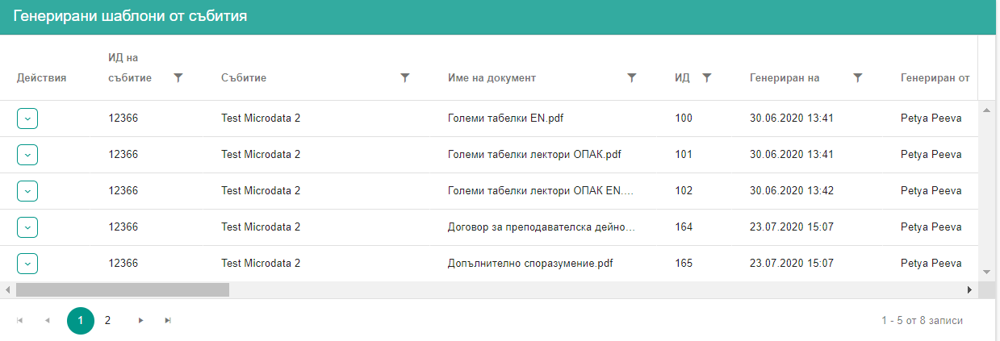 Генерирани шаблони от събития
Действия ИД на събитие Събитие Име на документ ИД Генериран на Генериран от
12366 Test Microdata 2 Големи табелки EN.pdf 100 30.06.2020 13:41 Petya Peeva
12366 Test Microdata 2 Големи табелки лектори ОПАК.pdf 101 30.06.2020 13:41 Petya Peeva
12366 Test Microdata 2 Големи табелки лектори ОПАК EN.... 102 30.06.2020 13:42 Petya Peeva
12366 Test Microdata 2 Договор за преподавателска дейно... 164 23.07.2020 15:07 Petya Peeva
12366 Test Microdata 2 Допълнително споразумение.pdf 165 23.07.2020 15:07 Petya Peeva
1 2 1 - 5 от 8 записи